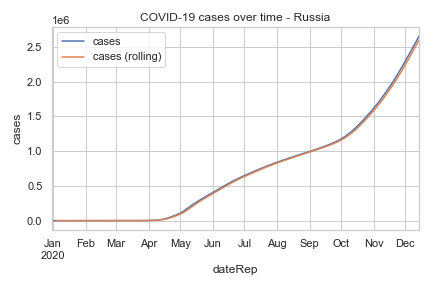 COVID-19 cases over time - Russia
1e6
cases
cases (rolling)
2.5
2.0
1.5
1.0
0.5
0.0
cases
Jan Feb Mar Apr May Jun Jul Aug Sep Oct Nov Dec
2020
dateRep